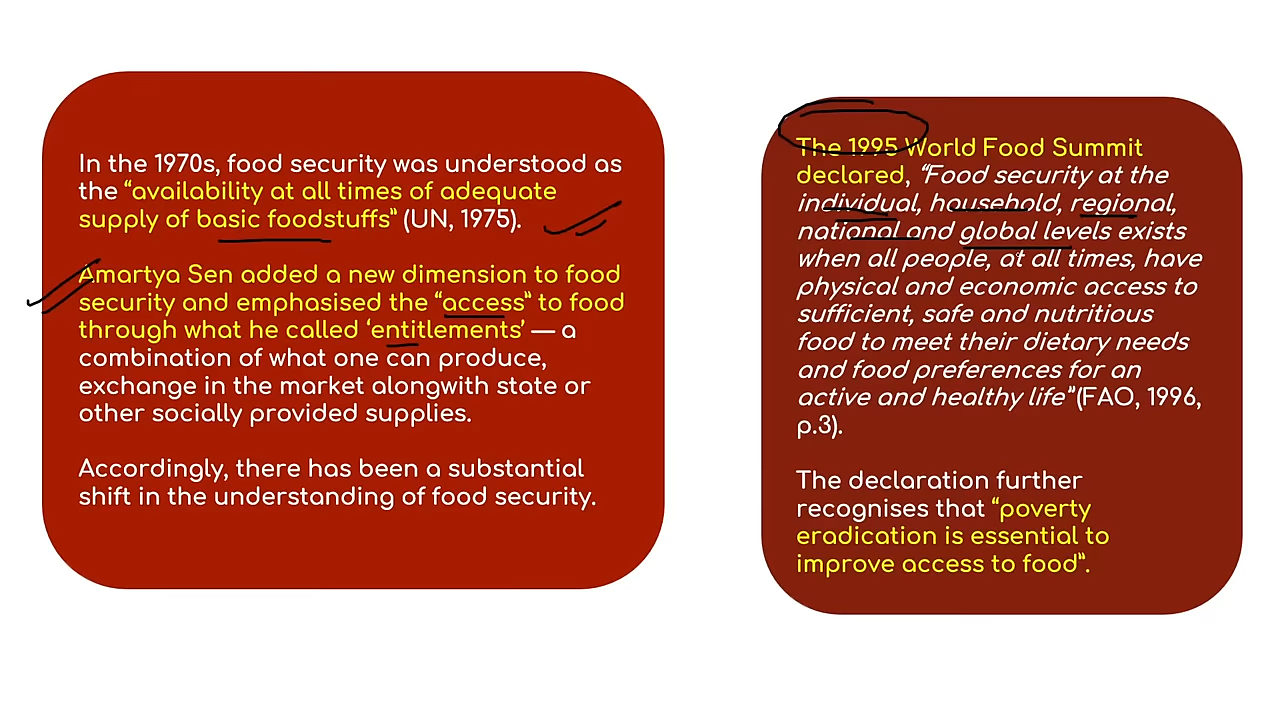 In the 1970s, food security was understood as
the “availability at all times of adequate
supply of basic foodstuffs” (UN, 1975).
Amartya Sen added a new dimension to food
security and emphasised the “access” to food
through what he called ‘entitlements’ — a
combination of what one can produce,
exchange in the market alongwith state or
other socially provided supplies.
Accordingly, there has been a substantial
shift in the understanding of food security.
The 1995 World Food Summit
declared, “Food security at the
individual, household, regional,
national and global levels exists
when all people, at all times, have
physical and economic access to
sufficient, safe and nutritious
food to meet their dietary needs
and food preferences for an
active and healthy life” (FAO, 1996,
p.3).
The declaration further
recognises that “poverty
eradication is essential to
improve access to food”.